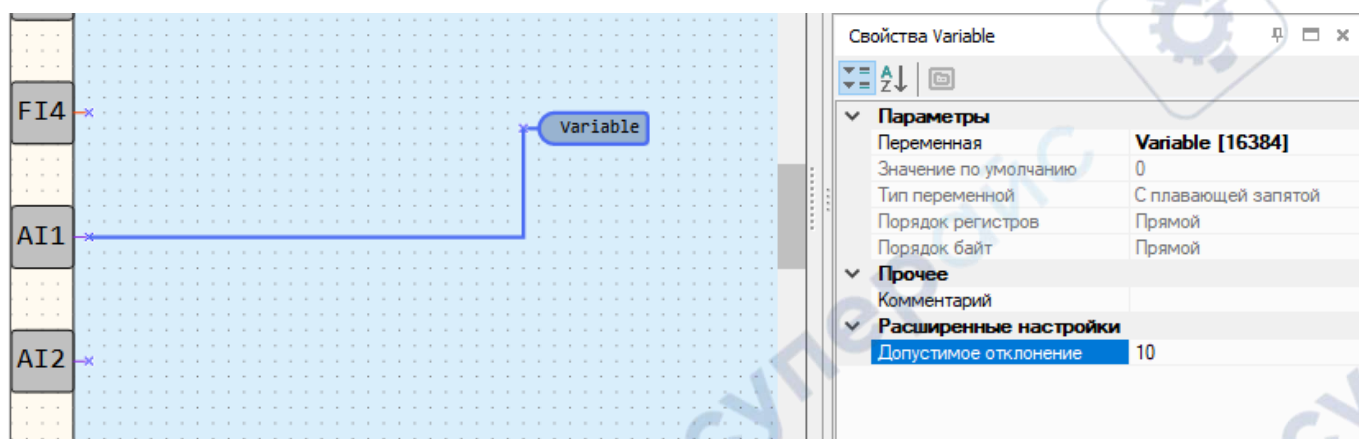 FI4
AI1
AI2
Variable
Свойства Variable
Параметры
Переменная Variable [16384]
Значение по умолчанию 0
Тип переменной С плавающей запятой
Порядок регистров Прямой
Порядок байт Прямой
Прочее
Комментарий
Расширенные настройки
Допустимое отклонение 10
суперайс